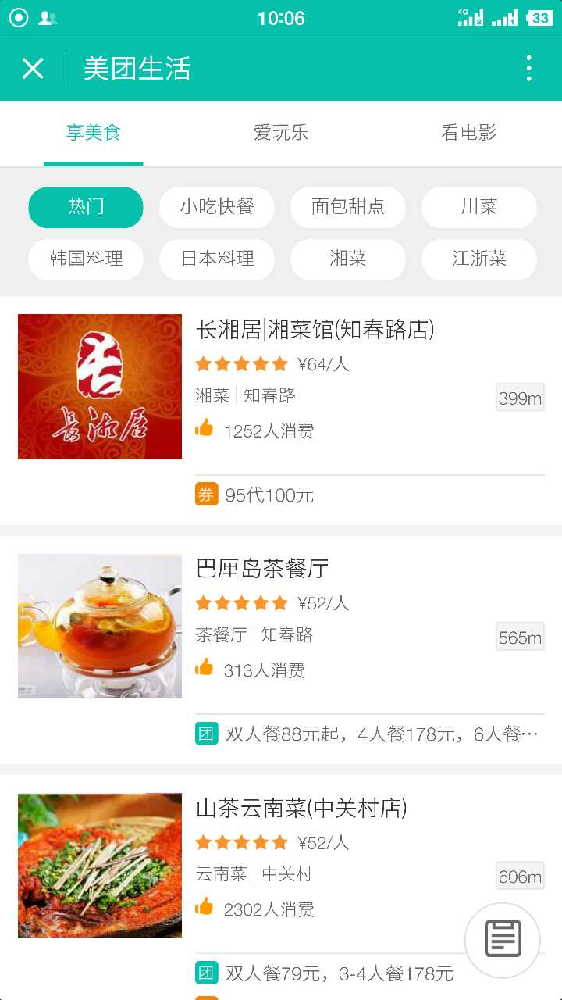 10:06
4G
2
1
33
美团生活
享美食
爱玩乐
看电影
热门
小吃快餐
面包甜点
川菜
韩国料理
日本料理
湘菜
江浙菜
長湘居
长湘居|湘菜馆(知春路店)
¥64/人
湘菜 | 知春路
399m
1252人消费
券 95代100元
巴厘岛茶餐厅
¥52/人
茶餐厅 | 知春路
565m
313人消费
团 双人餐88元起，4人餐178元，6人餐…
山茶云南菜(中关村店)
¥52/人
云南菜 | 中关村
606m
2302人消费
团 双人餐79元，3-4人餐178元